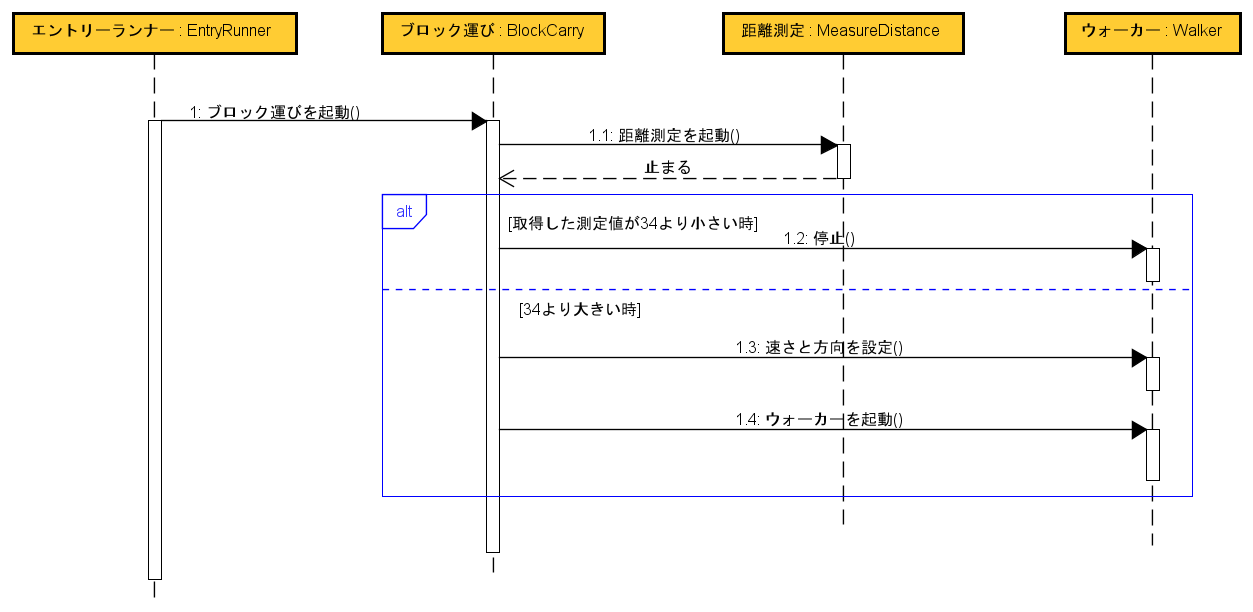 エントリーランナー : EntryRunner
ブロック運び : BlockCarry
距離測定 : MeasureDistance
ウォーカー : Walker
1: ブロック運びを起動()
1.1: 距離測定を起動()
止まる
alt
[取得した測定値が34より小さい時]
1.2: 停止()
[34より大きい時]
1.3: 速さと方向を設定()
1.4: ウォーカーを起動()